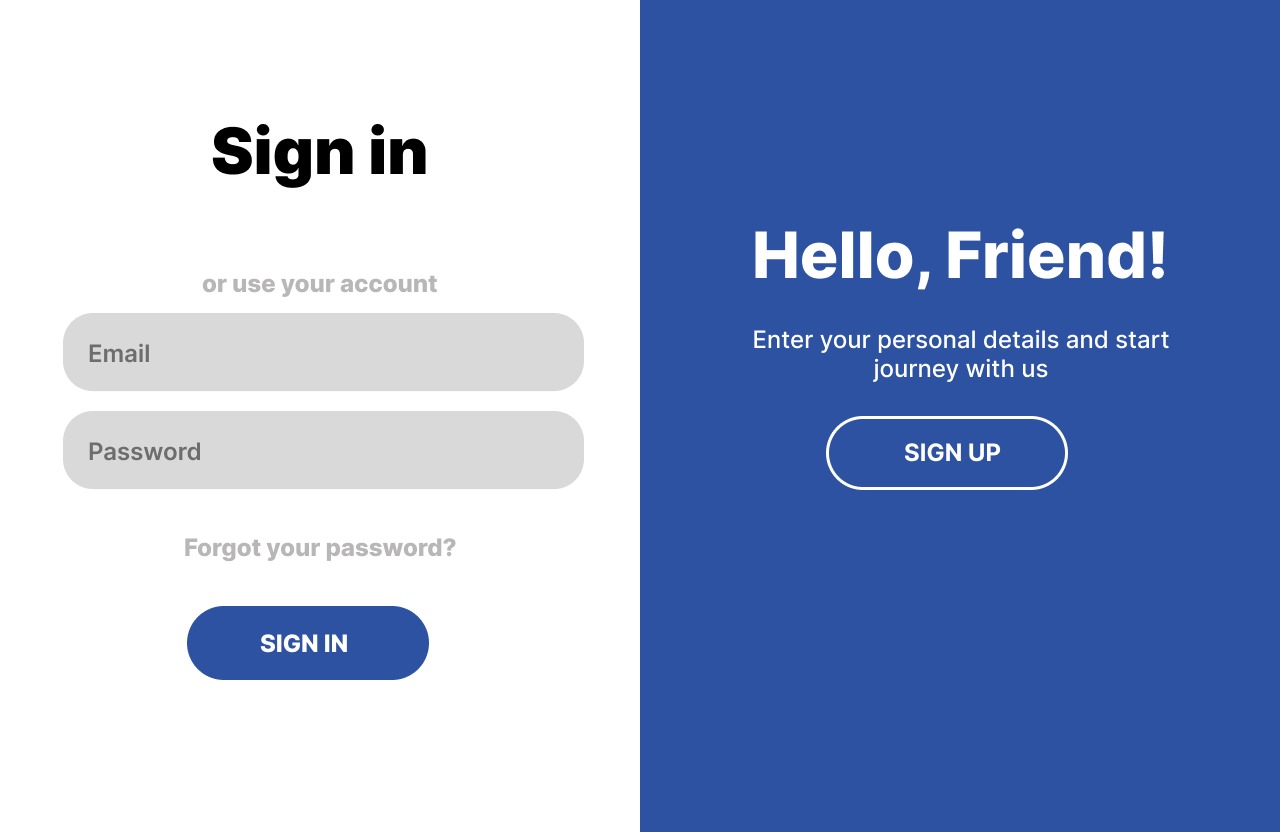 Sign in
or use your account
Email
Password
Forgot your password?
SIGN IN
Hello, Friend!
Enter your personal details and start
journey with us
SIGN UP